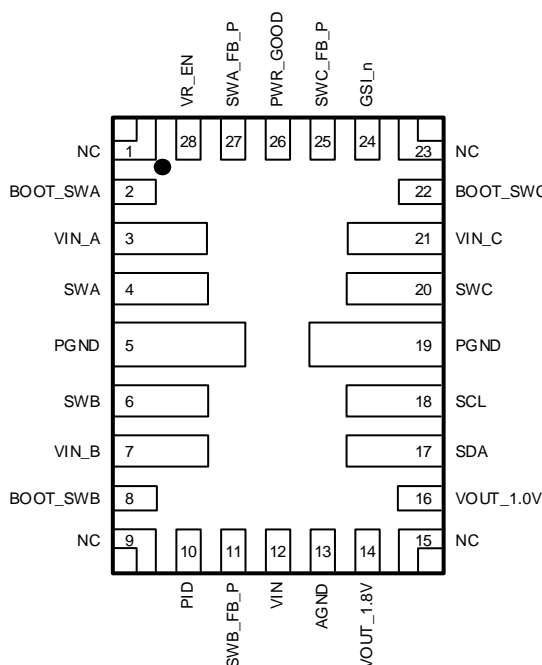 VR_EN
SWA_FB_P
PWR_GOOD
SWC_FB_P
GSI_n
28
27
26
25
24
NC
1
23
NC
BOOT_SWA
2
22
BOOT_SWC
VIN_A
3
21
VIN_C
SWA
4
20
SWC
PGND
5
19
PGND
SWB
6
18
SCL
VIN_B
7
17
SDA
BOOT_SWB
8
16
VOUT_1.0V
NC
9
15
NC
10
11
12
13
14
PID
SWB_FB_P
VIN
AGND
VOUT_1.8V